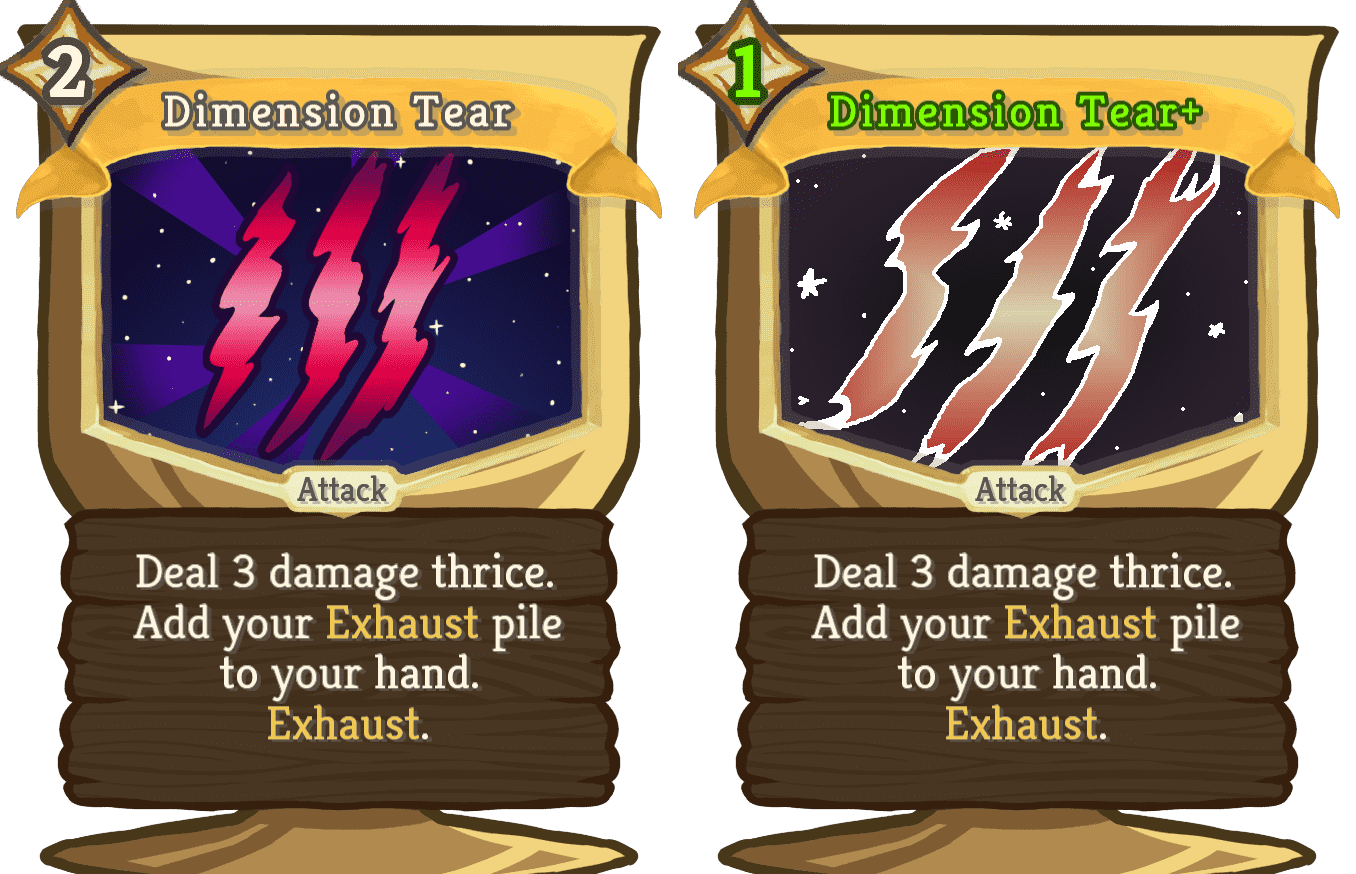 2
Dimension Tear
Attack
Deal 3 damage thrice.
Add your Exhaust pile
to your hand.
Exhaust.
1
Dimension Tear+
Attack
Deal 3 damage thrice.
Add your Exhaust pile
to your hand.
Exhaust.